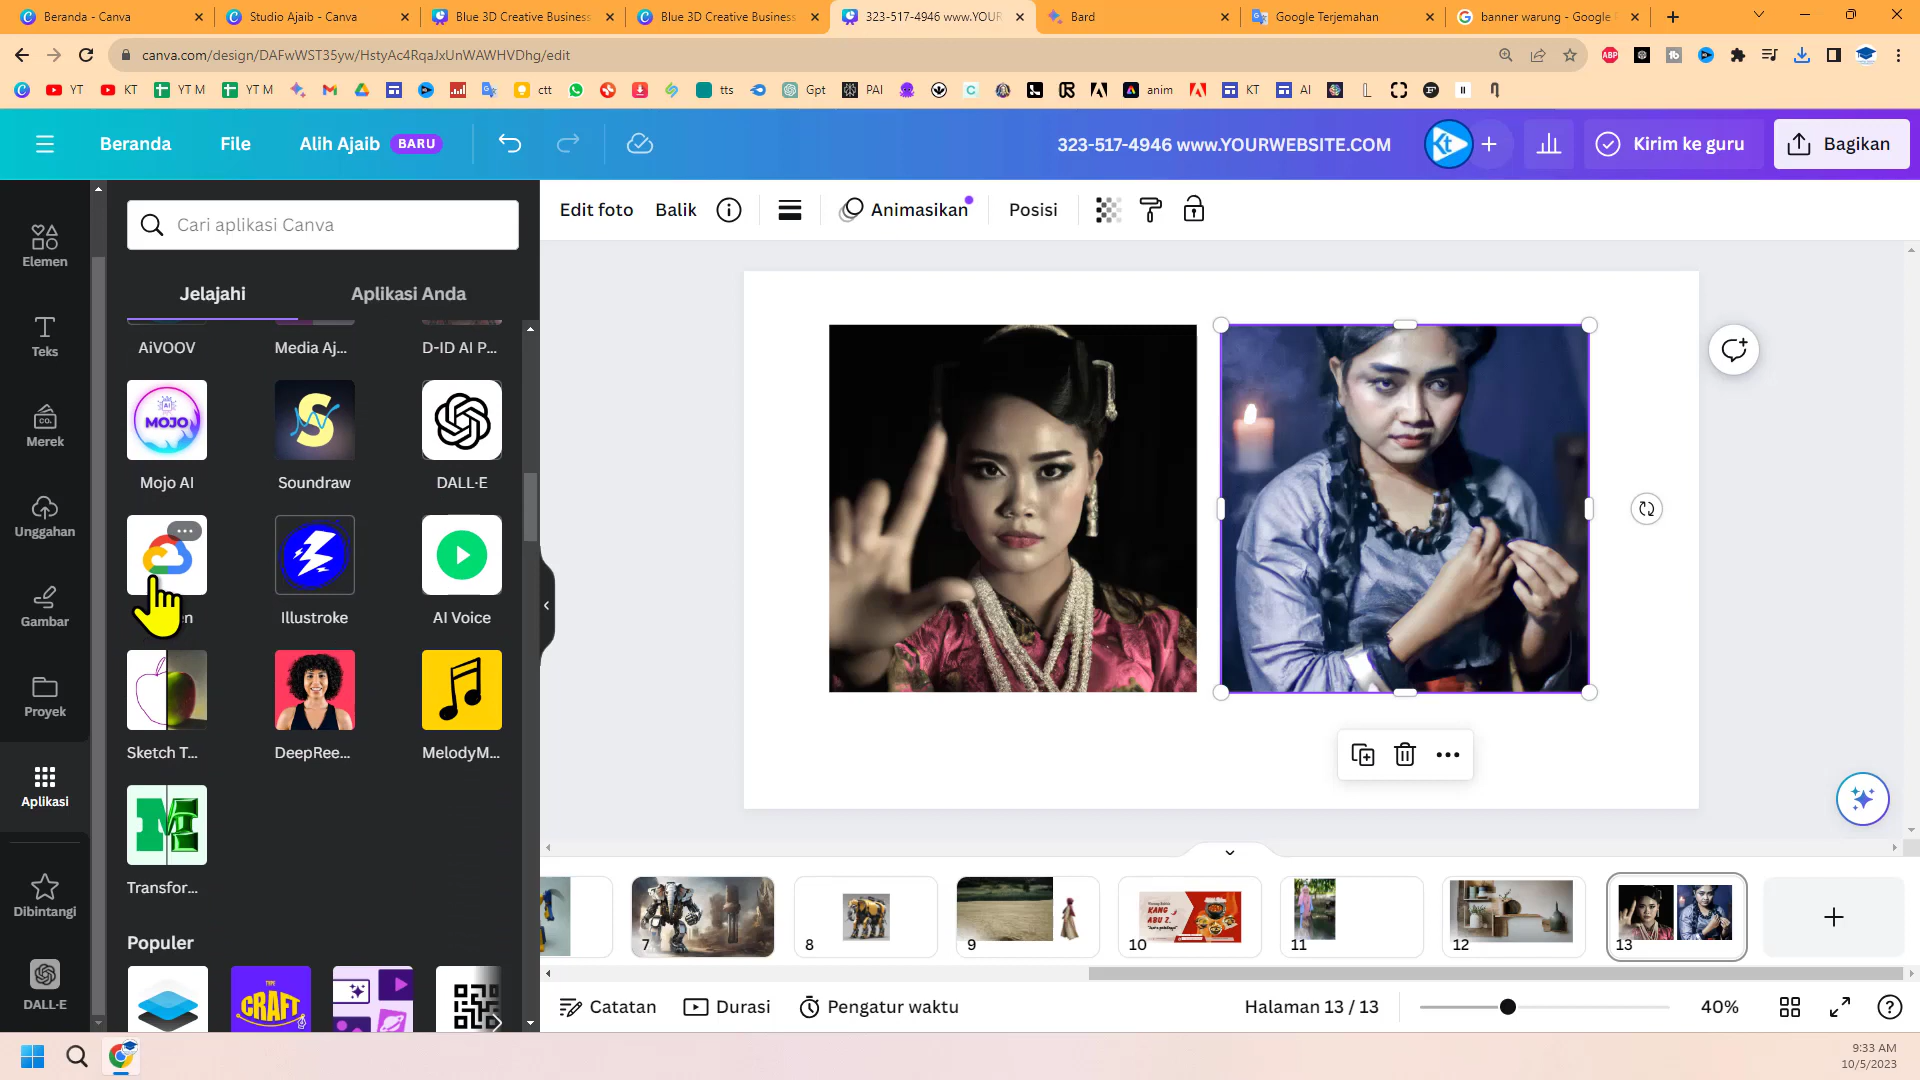 Beranda - Canva
Studio Ajaib - Canva
Blue 3D Creative Business
Blue 3D Creative Business
323-517-4946 www.YOUR
Bard
Google Terjemahan
banner warung - Google
canva.com/design/DAFwWST35yw/HstyAc4RqaJxUnWAWHVDhg/edit
YT
KT
YT M
YT M
ctt
tts
Gpt
PAI
anim
KT
AI
Beranda
File
Alih Ajaib
BARU
323-517-4946 www.YOURWEBSITE.COM
Kirim ke guru
Bagikan
Cari aplikasi Canva
Edit foto
Balik
Animasikan
Posisi
Jelajahi
Aplikasi Anda
Elemen
Teks
Merek
Unggahan
Gambar
Proyek
Aplikasi
Dibintangi
DALL·E
AiVOOV
Media Aj...
D-ID AI P...
AI
MOJO
Mojo AI
Soundraw
DALL·E
Illustroke
AI Voice
Sketch T...
DeepRee...
MelodyM...
Transfor...
Populer
TYPE
CRAFT
7
8
9
KANG
ABU Z.
10
11
12
13
Catatan
Durasi
Pengatur waktu
Halaman 13 / 13
40%
9:33 AM
10/5/2023